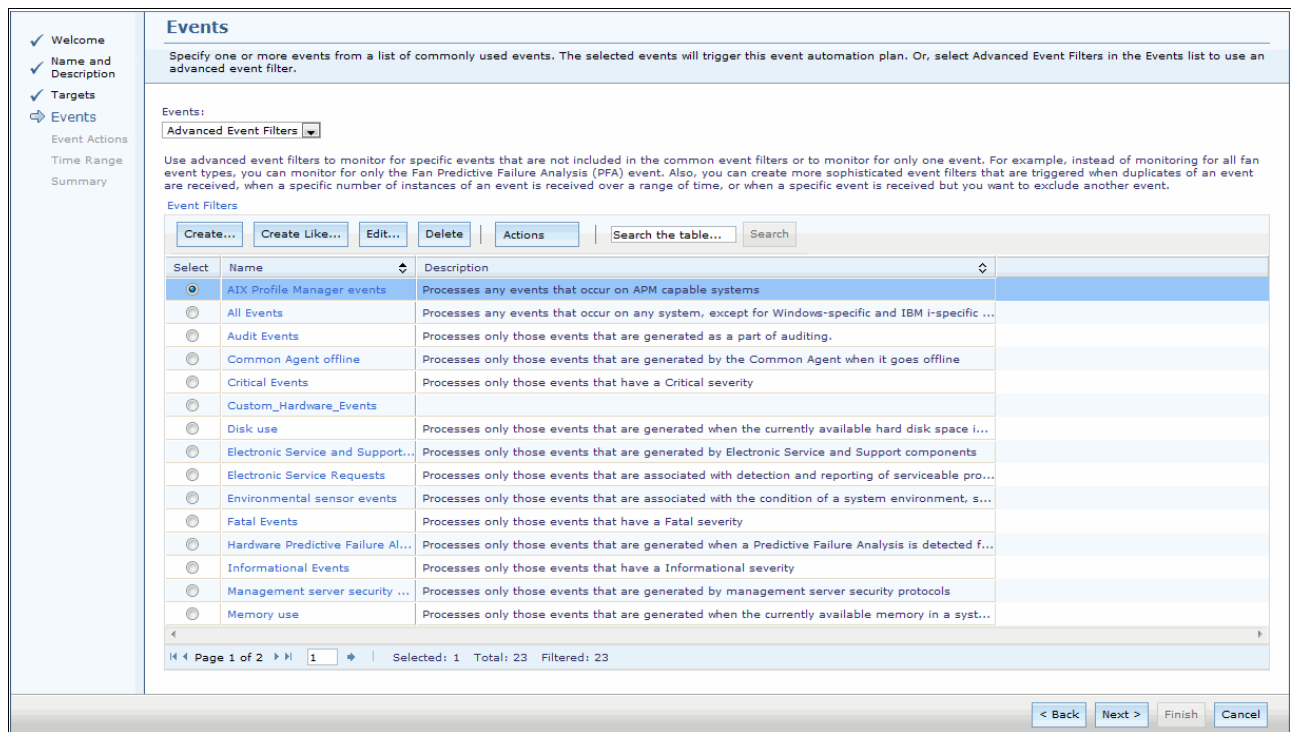 Welcome
Name and
Description
Targets
Events
Event Actions
Time Range
Summary
Events
Specify one or more events from a list of commonly used events. The selected events will trigger this event automation plan. Or, select Advanced Event Filters in the Events list to use an
advanced event filter.
Events:
Advanced Event Filters
Use advanced event filters to monitor for specific events that are not included in the common event filters or to monitor for only one event. For example, instead of monitoring for all fan
event types, you can monitor for only the Fan Predictive Failure Analysis (PFA) event. Also, you can create more sophisticated event filters that are triggered when duplicates of an event
are received, when a specific number of instances of an event is received over a range of time, or when a specific event is received but you want to exclude another event.
Event Filters
Create... Create Like... Edit... Delete Actions Search the table... Search
Select Name Description
AIX Profile Manager events Processes any events that occur on APM capable systems
All Events Processes any events that occur on any system, except for Windows-specific and IBM i-specific ...
Audit Events Processes only those events that are generated as a part of auditing.
Common Agent offline Processes only those events that are generated by the Common Agent when it goes offline
Critical Events Processes only those events that have a Critical severity
Custom_Hardware_Events
Disk use Processes only those events that are generated when the currently available hard disk space i...
Electronic Service and Support... Processes only those events that are generated by Electronic Service and Support components
Electronic Service Requests Processes only those events that are associated with detection and reporting of serviceable pro...
Environmental sensor events Processes only those events that are associated with the condition of a system environment, s...
Fatal Events Processes only those events that have a Fatal severity
Hardware Predictive Failure Al... Processes only those events that are generated when a Predictive Failure Analysis is detected f...
Informational Events Processes only those events that have a Informational severity
Management server security ... Processes only those events that are generated by management server security protocols
Memory use Processes only those events that are generated when the currently available memory in a syst...
Page 1 of 2 1 Selected: 1 Total: 23 Filtered: 23
< Back Next > Finish Cancel